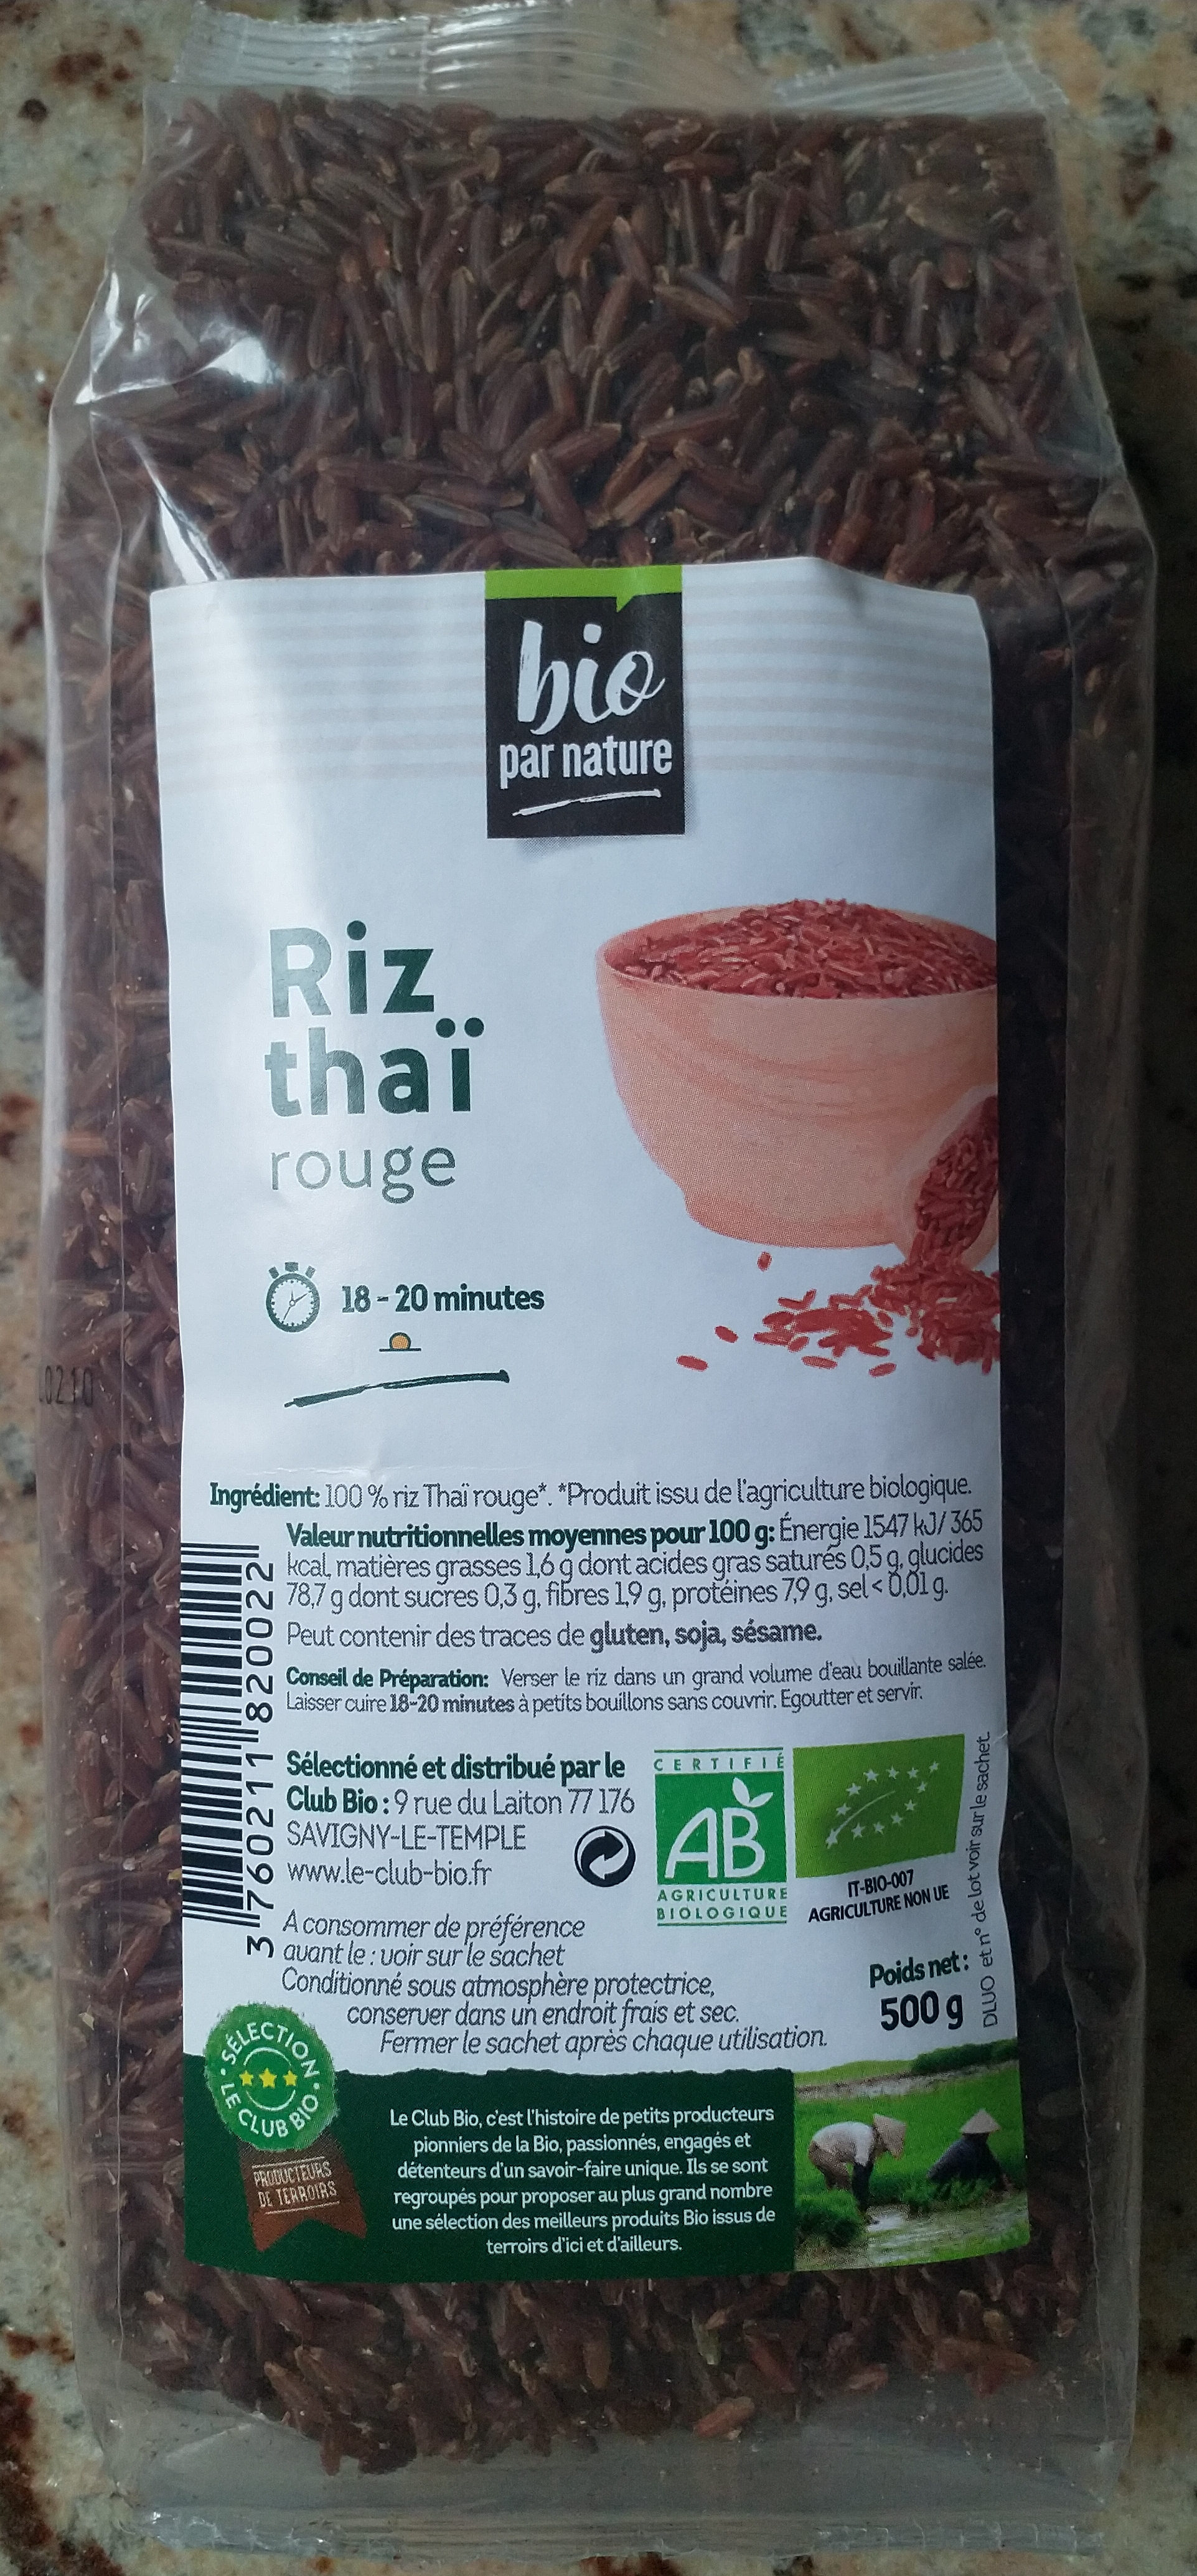 bio
par nature
Riz
thaï
rouge
18 - 20 minutes
Ingrédient: 100 % riz Thaï rouge*. *Produit issu de l'agriculture biologique.
Valeur nutritionnelles moyennes pour 100 g: Énergie 1547 kJ/ 365
kcal, matières grasses 1,6 g dont acides gras saturés 0,5 g, glucides
78,7 g dont sucres 0,3 g, fibres 1,9 g, protéines 7,9 g, sel < 0,01 g.
Peut contenir des traces de gluten, soja, sésame.
Conseil de Préparation: Verser le riz dans un grand volume d'eau bouillante salée.
Laisser cuire 18-20 minutes à petits bouillons sans couvrir. Egoutter et servir.
3 760211 820022
Sélectionné et distribué par le
Club Bio : 9 rue du Laiton 77 176
SAVIGNY-LE-TEMPLE
www.le-club-bio.fr
CERTIFIÉ
AB
AGRICULTURE
BIOLOGIQUE
IT-BIO-007
AGRICULTURE NON UE
DLUO et n° de lot voir sur le sachet.
A consommer de préférence
avant le : voir sur le sachet
Conditionné sous atmosphère protectrice,
conserver dans un endroit frais et sec.
Fermer le sachet après chaque utilisation.
Poids net :
500 g
SÉLECTION
LE CLUB BIO
PRODUCTEURS
DE TERROIRS
Le Club Bio, c'est l'histoire de petits producteurs
pionniers de la Bio, passionnés, engagés et
détenteurs d'un savoir-faire unique. Ils se sont
regroupés pour proposer au plus grand nombre
une sélection des meilleurs produits Bio issus de
terroirs d'ici et d'ailleurs.